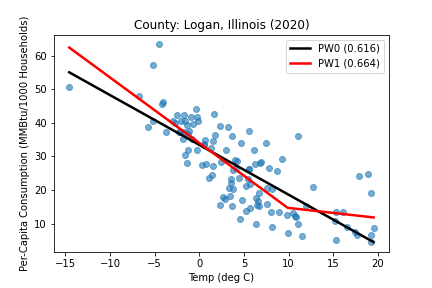 County: Logan, Illinois (2020)
Per-Capita Consumption (MMBtu/1000 Households)
60
50
40
30
20
10
PW0 (0.616)
PW1 (0.664)
−15 −10 −5 0 5 10 15 20
Temp (deg C)